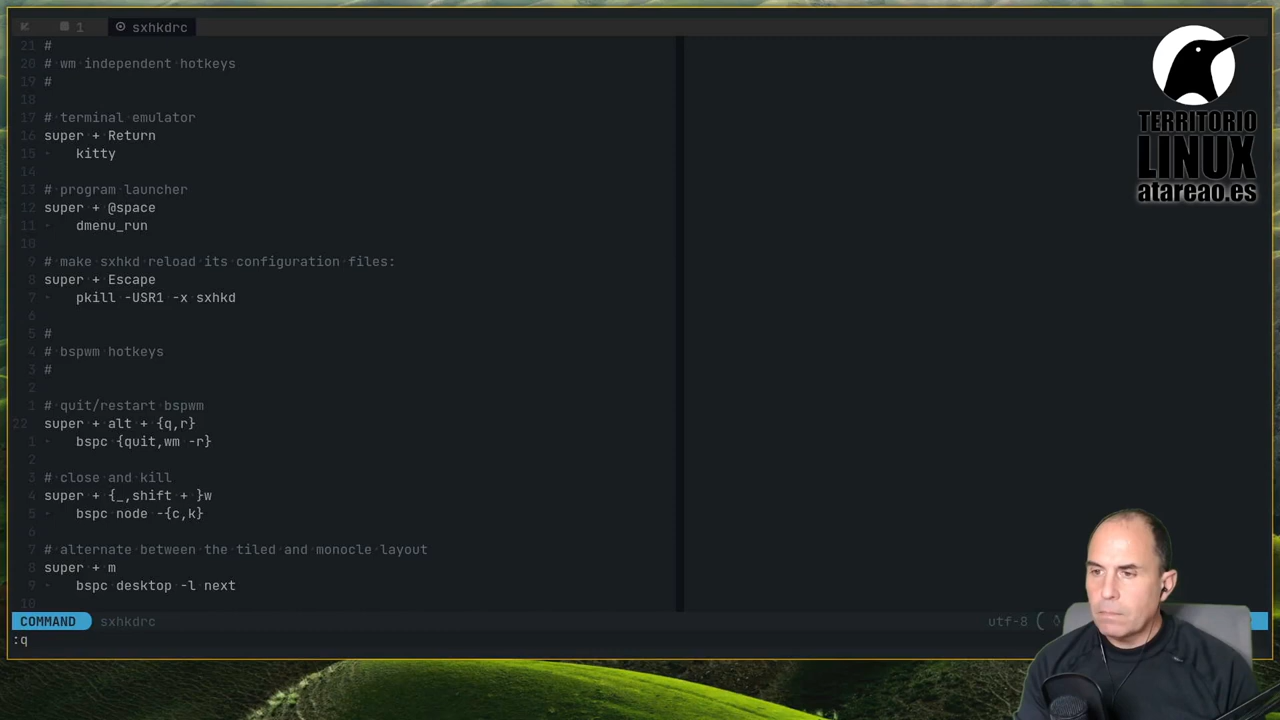 1 sxhkdrc
21 #
20 # wm independent hotkeys
19 #
18
17 # terminal emulator
16 super + Return
15 - kitty
14
13 # program launcher
12 super + @space
11 - dmenu_run
10
9 # make sxhkd reload its configuration files:
8 super + Escape
7 - pkill -USR1 -x sxhkd
6
5 #
4 # bspwm hotkeys
3 #
2
1 # quit/restart bspwm
22 super + alt + {q,r}
1 - bspc {quit,wm -r}
2
3 # close and kill
4 super + {_,shift + }w
5 - bspc node -{c,k}
6
7 # alternate between the tiled and monocle layout
8 super + m
9 - bspc desktop -l next
10
COMMAND sxhkdrc utf-8
:q
TERRITORIO
LINUX
atareao.es